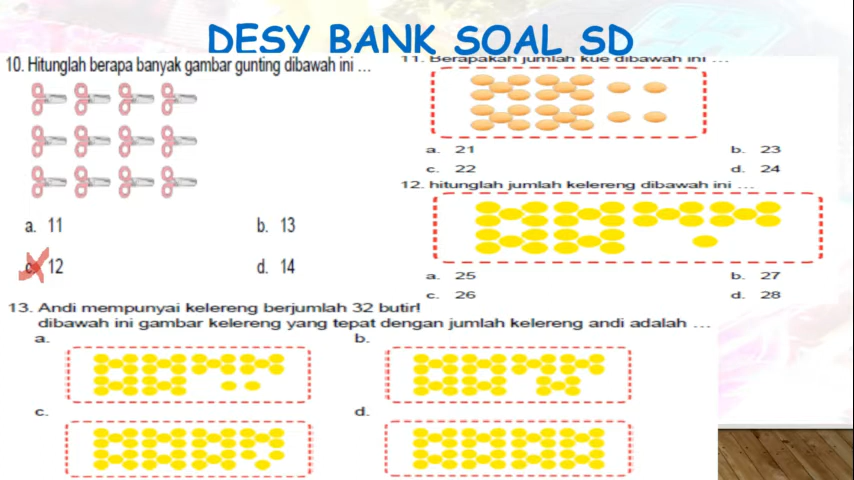 DESY BANK SOAL SD
10. Hitunglah berapa banyak gambar gunting dibawah ini ...
a. 11
b. 13
c. 12
d. 14
11. Berapakah jumlah kue dibawah ini ...
a. 21
b. 23
c. 22
d. 24
12. hitunglah jumlah kelereng dibawah ini ...
a. 25
b. 27
c. 26
d. 28
13. Andi mempunyai kelereng berjumlah 32 butir!
dibawah ini gambar kelereng yang tepat dengan jumlah kelereng andi adalah ...
a.
b.
c.
d.